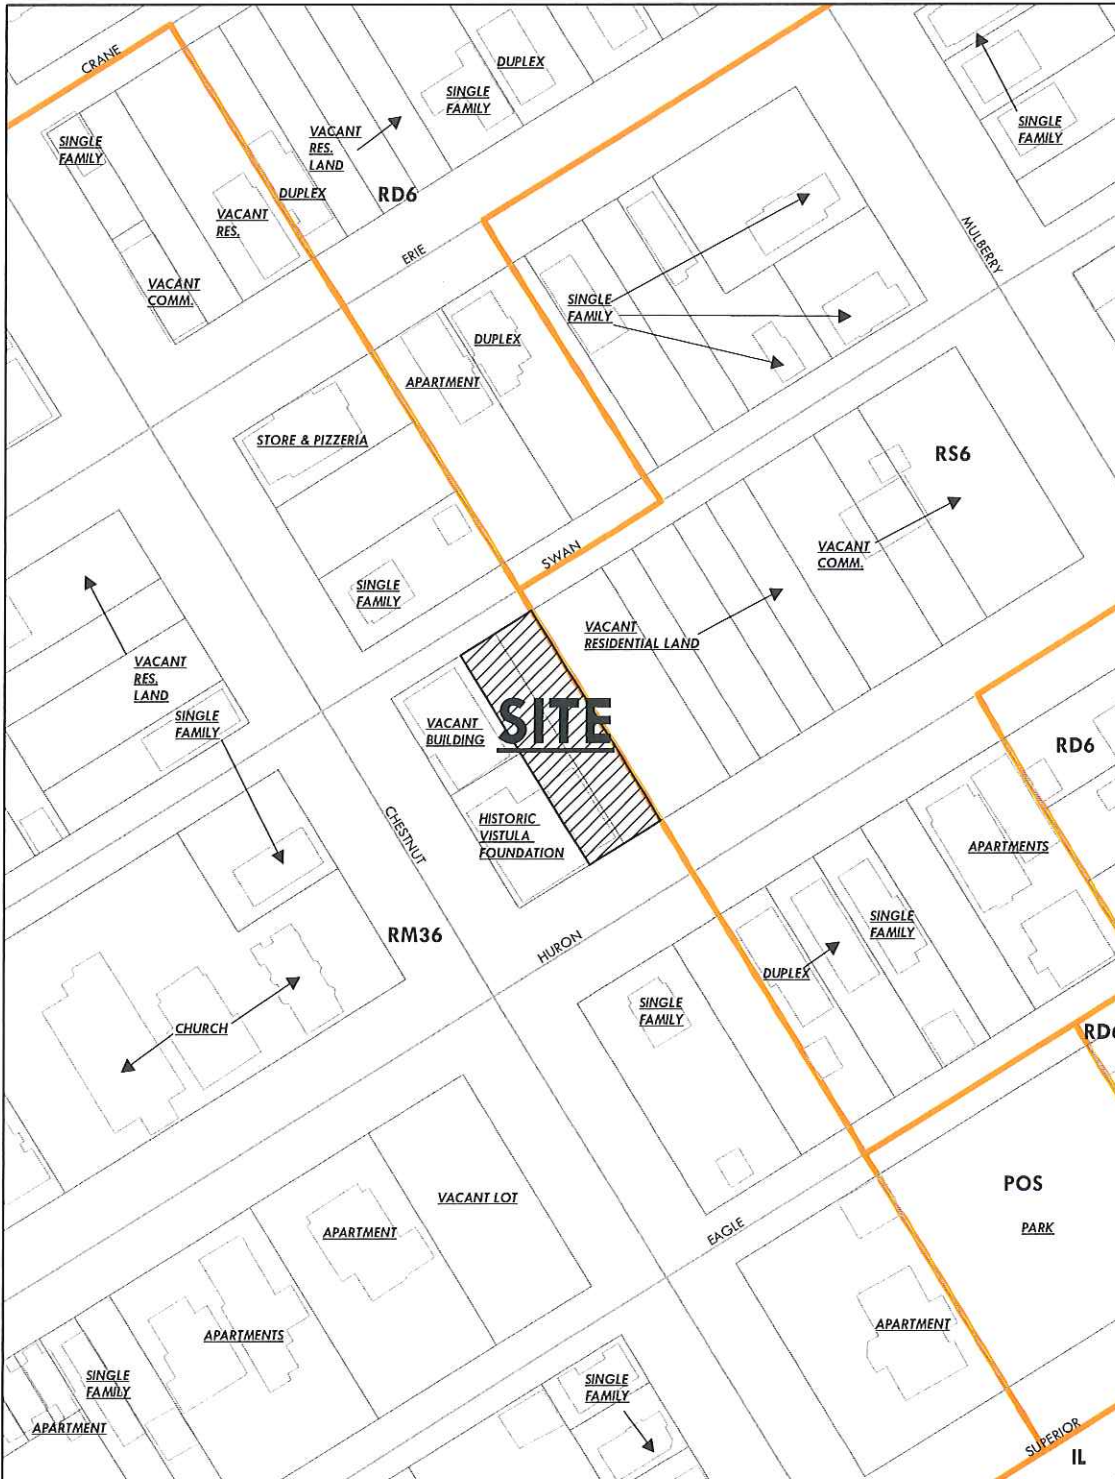 CRANE
DUPLEX
SINGLE
FAMILY
SINGLE
FAMILY
VACANT
RES.
LAND
SINGLE
FAMILY
DUPLEX
RD6
VACANT
RES.
MULBERRY
ERIE
VACANT
COMM.
SINGLE
FAMILY
DUPLEX
APARTMENT
STORE & PIZZERIA
RS6
SWAN
VACANT
COMM.
SINGLE
FAMILY
VACANT
RESIDENTIAL LAND
VACANT
RES.
LAND
SINGLE
FAMILY
SITE
VACANT
BUILDING
RD6
CHESTNUT
HISTORIC
VISTULA
FOUNDATION
APARTMENTS
SINGLE
FAMILY
RM36
HURON
DUPLEX
SINGLE
FAMILY
CHURCH
RD6
POS
VACANT LOT
PARK
APARTMENT
EAGLE
APARTMENTS
APARTMENT
SINGLE
FAMILY
SINGLE
FAMILY
APARTMENT
SUPERIOR
IL